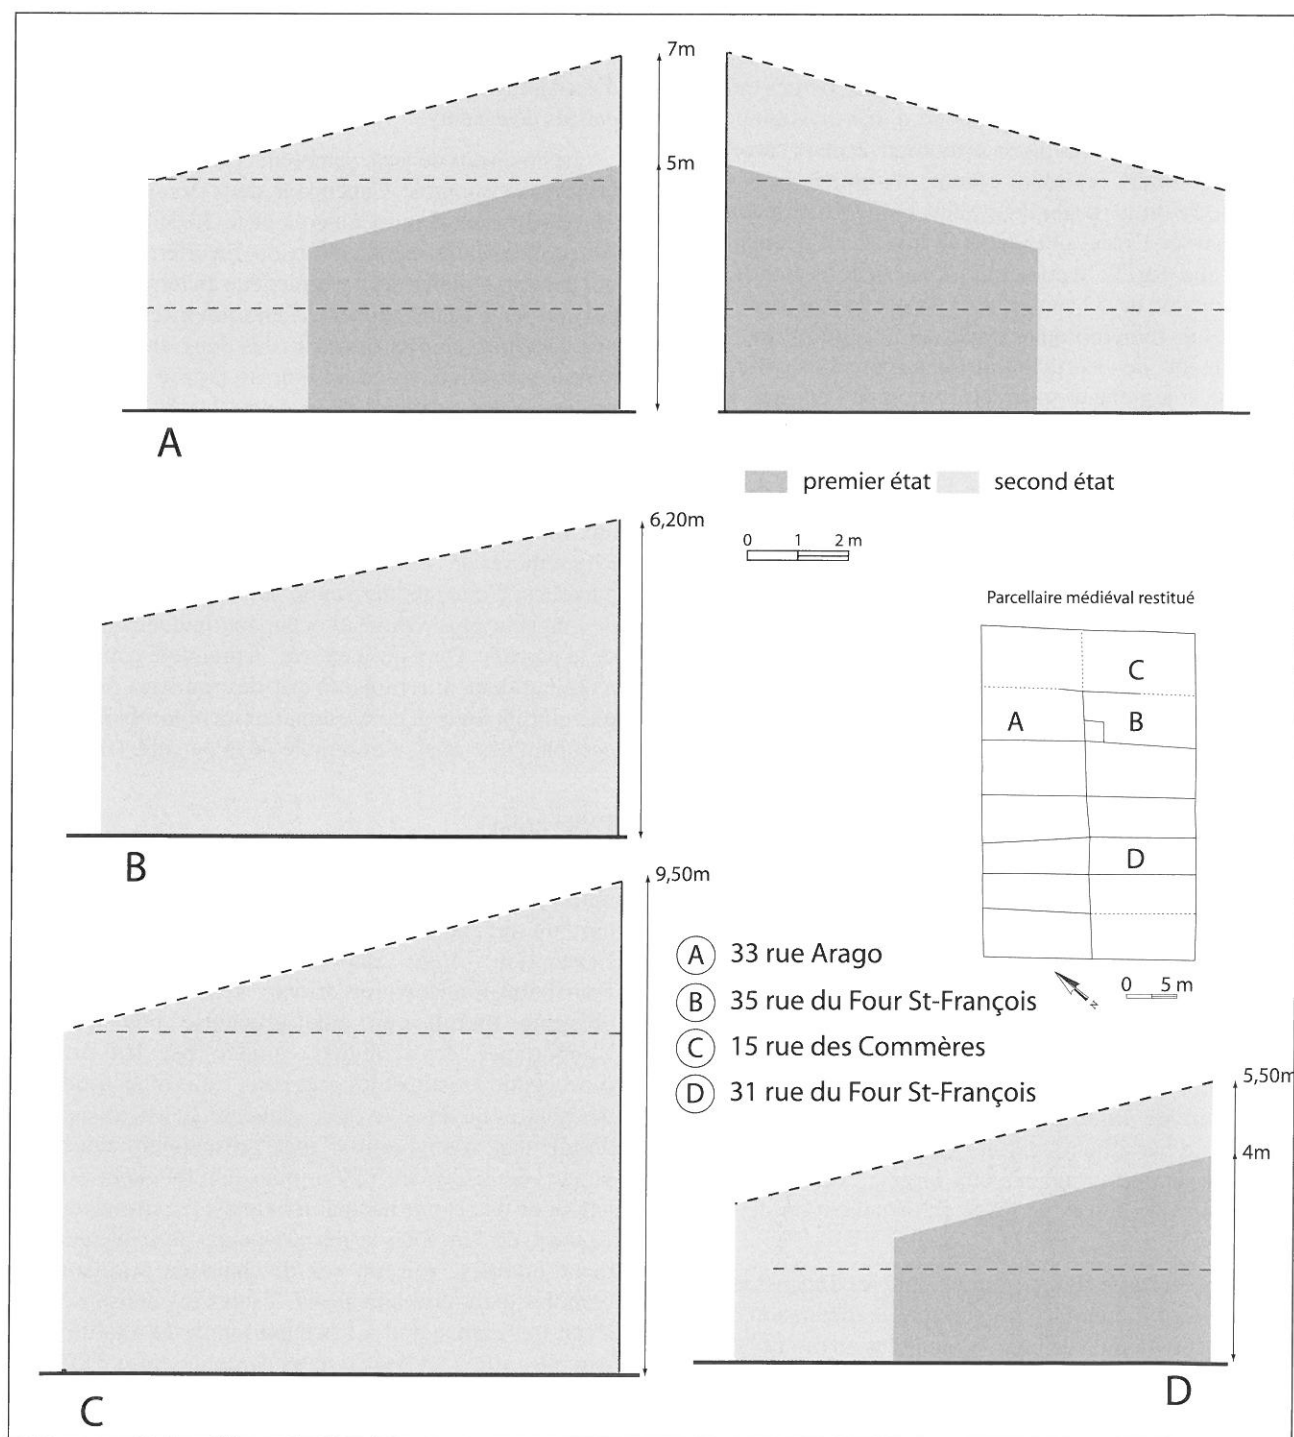 7m
5m
A
premier état
second état
6,20m
0 1 2 m
Parcellaire médiéval restitué
C
A
B
D
B
9,50m
A 33 rue Arago
B 35 rue du Four St-François
C 15 rue des Commères
D 31 rue du Four St-François
N
0 5 m
5,50m
4m
C
D